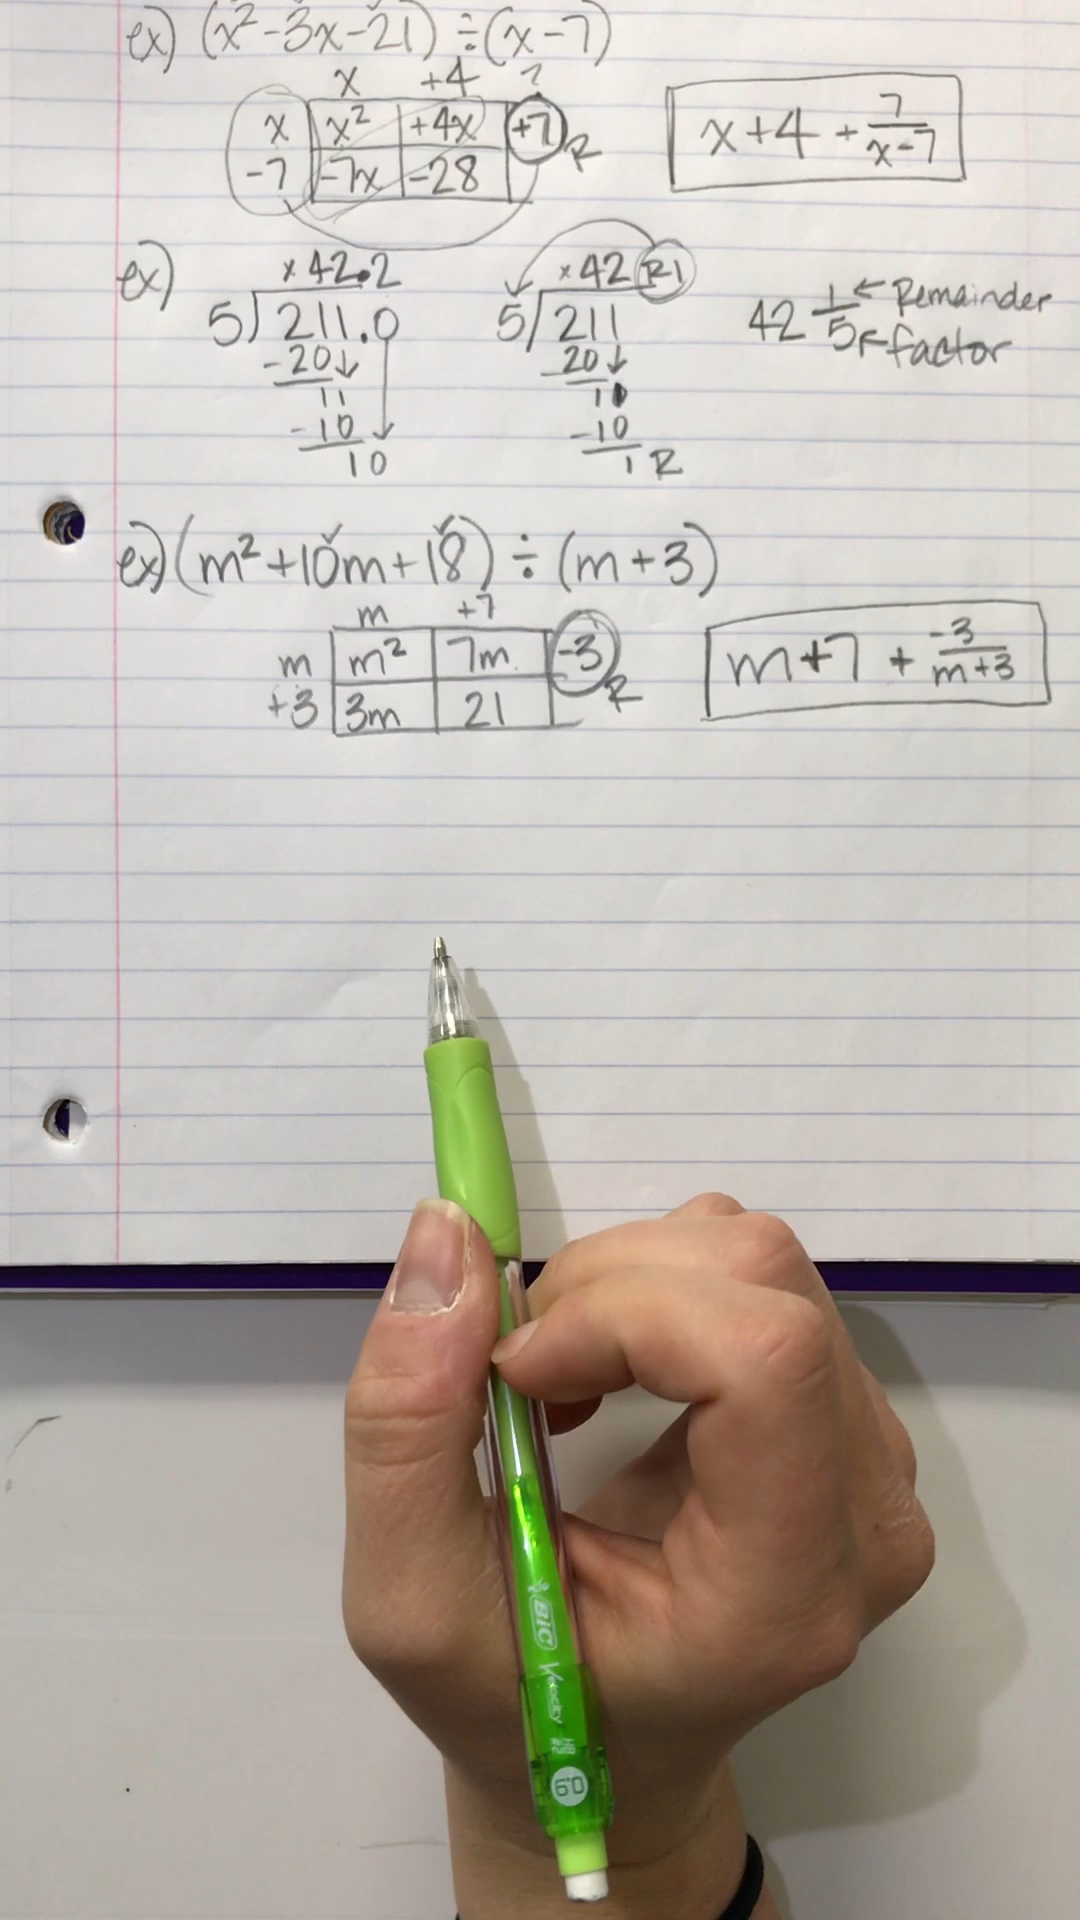 ex) (x²-3x-21) ÷ (x-7)
x +4 ?
x x² +4x +7 R
-7 -7x -28
x+4 + 7/(x-7)
ex)
×42.2
5)211.0
-20↓
11
-10
10
×42 R1
5)211
20↓
11
-10
1 R
42 1/5
← Remainder
← factor
ex) (m²+10m+18) ÷ (m+3)
m +7
m m² 7m -3 R
+3 3m 21
m+7 + -3/(m+3)
BIC Velocity HB #2 0.9